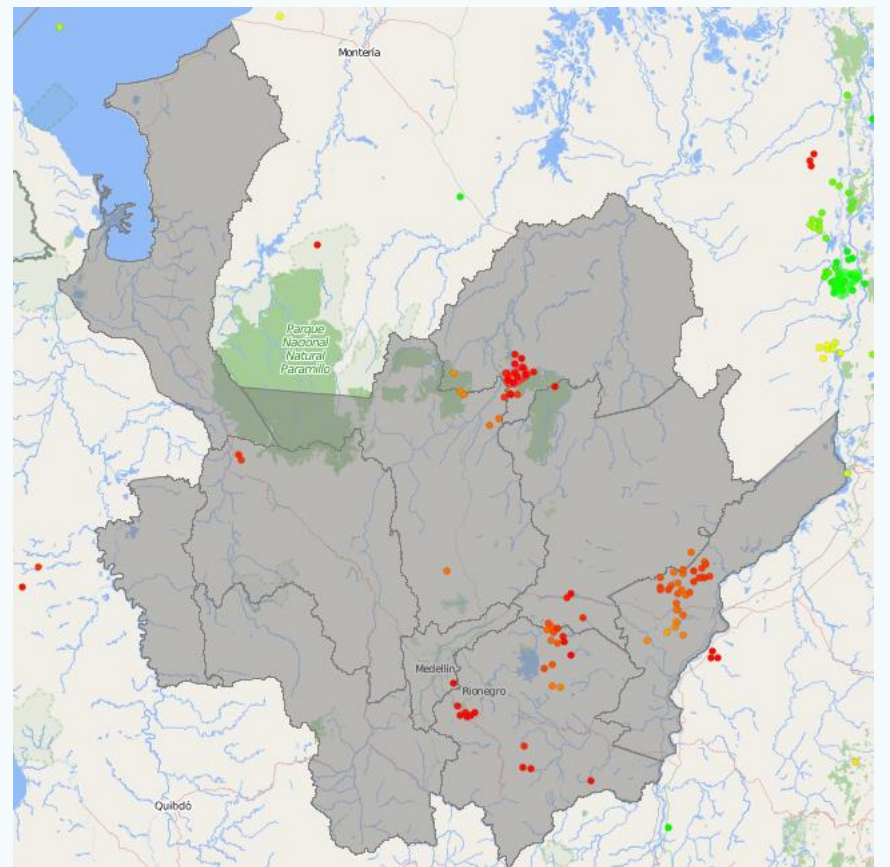 Montería
Parque
Nacional
Natural
Paramillo
Medellín
Rionegro
Quibdó